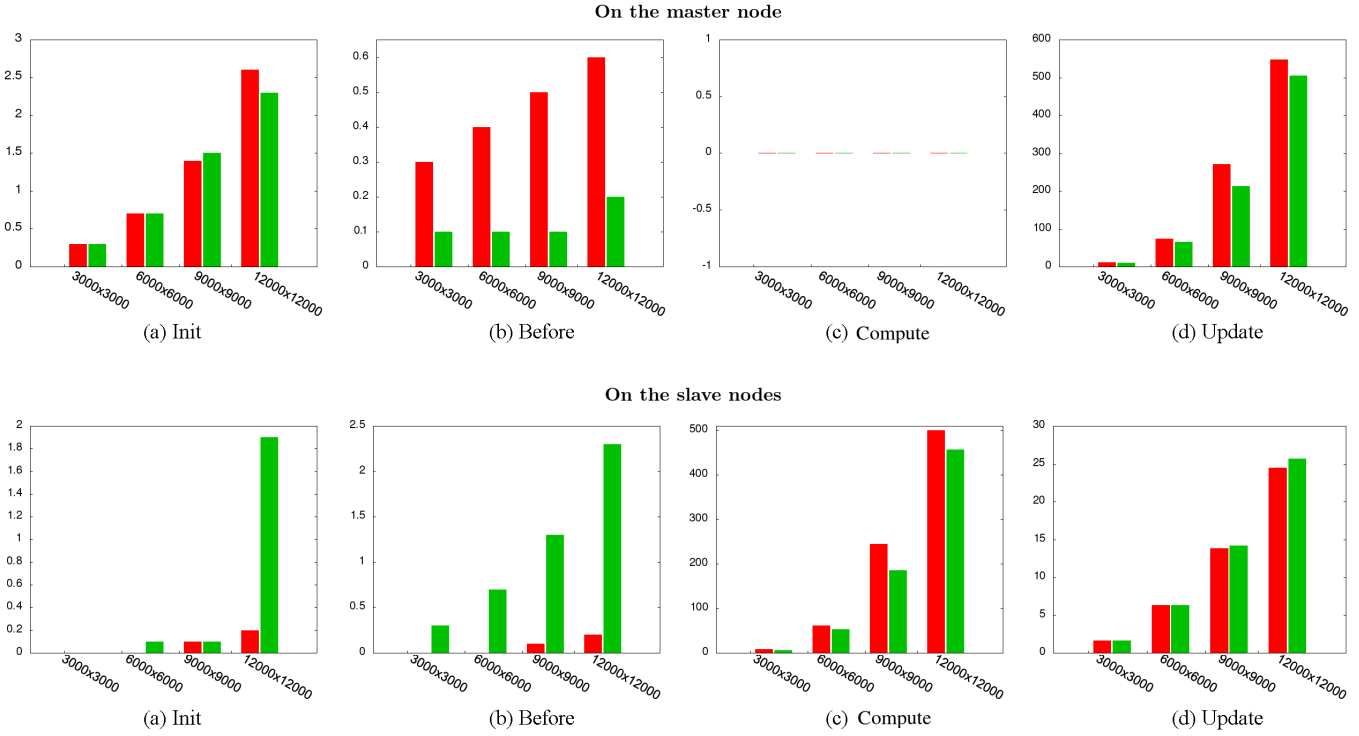 On the master node
3
2.5
2
1.5
1
0.5
0
3000x3000
6000x6000
9000x9000
12000x12000
(a) Init
0.6
0.5
0.4
0.3
0.2
0.1
0
3000x3000
6000x6000
9000x9000
12000x12000
(b) Before
1
0.5
0
-0.5
-1
3000x3000
6000x6000
9000x9000
12000x12000
(c) Compute
600
500
400
300
200
100
0
3000x3000
6000x6000
9000x9000
12000x12000
(d) Update
On the slave nodes
2
1.8
1.6
1.4
1.2
1
0.8
0.6
0.4
0.2
0
3000x3000
6000x6000
9000x9000
12000x12000
(a) Init
2.5
2
1.5
1
0.5
0
3000x3000
6000x6000
9000x9000
12000x12000
(b) Before
500
400
300
200
100
0
3000x3000
6000x6000
9000x9000
12000x12000
(c) Compute
30
25
20
15
10
5
0
3000x3000
6000x6000
9000x9000
12000x12000
(d) Update